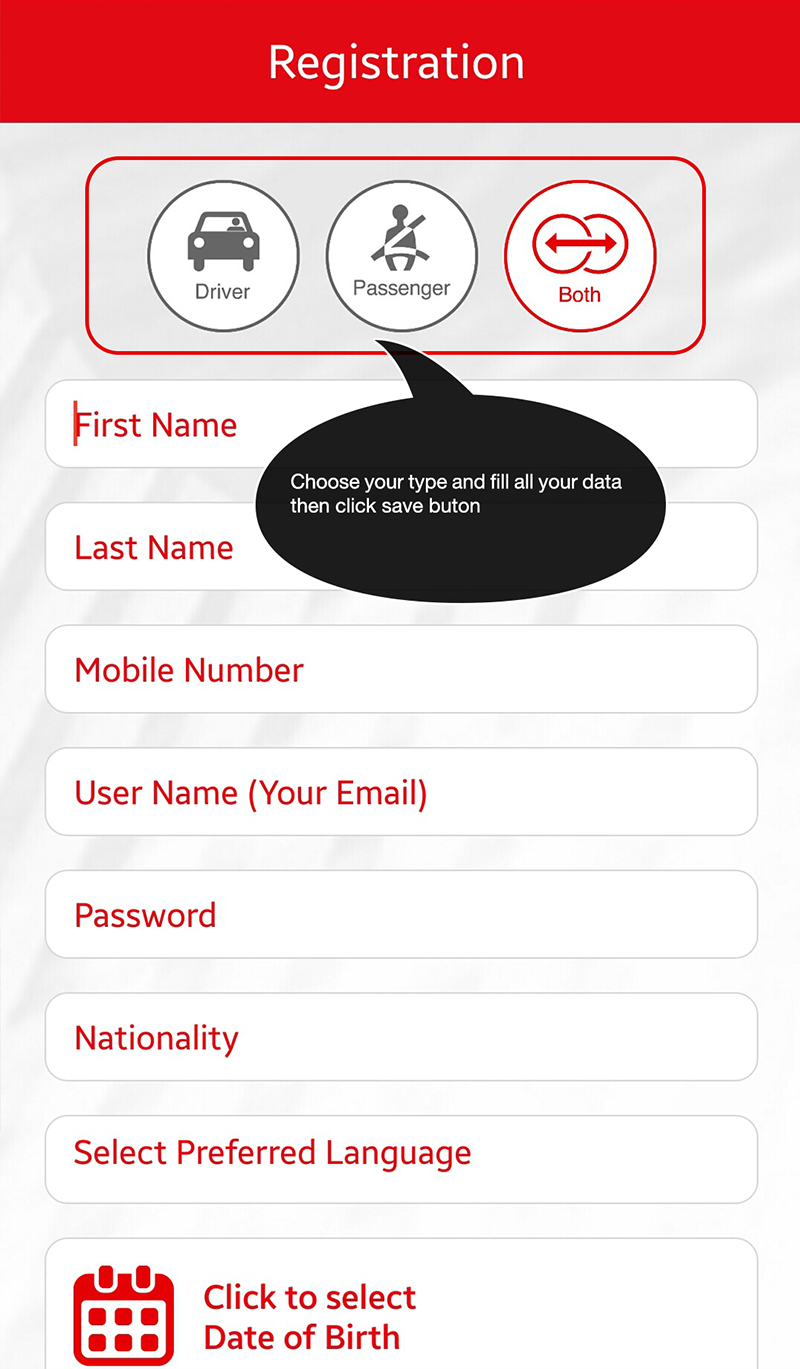 Registration
Driver
Passenger
Both
First Name
Choose your type and fill all your data
then click save buton
Last Name
Mobile Number
User Name (Your Email)
Password
Nationality
Select Preferred Language
Click to select
Date of Birth